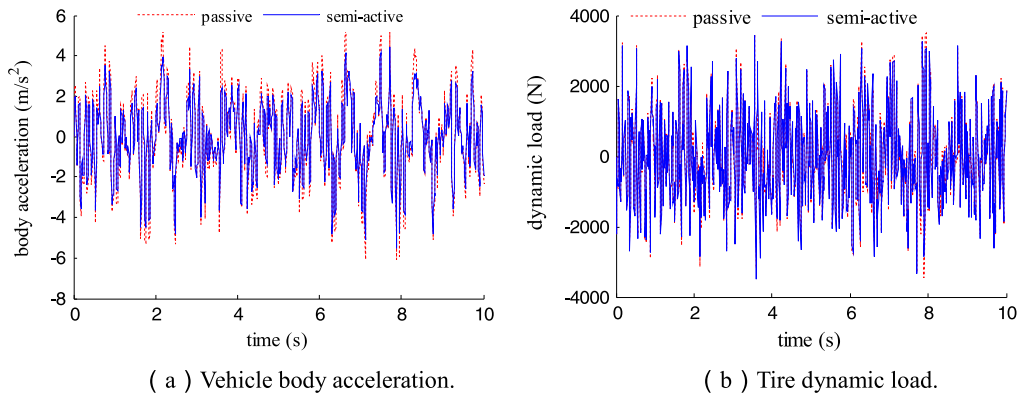 passive semi-active
body acceleration (m/s²)
6
4
2
0
-2
-4
-6
-8
0 2 4 6 8 10
time (s)
( a ) Vehicle body acceleration.
passive semi-active
dynamic load (N)
4000
2000
0
-2000
-4000
0 2 4 6 8 10
time (s)
( b ) Tire dynamic load.